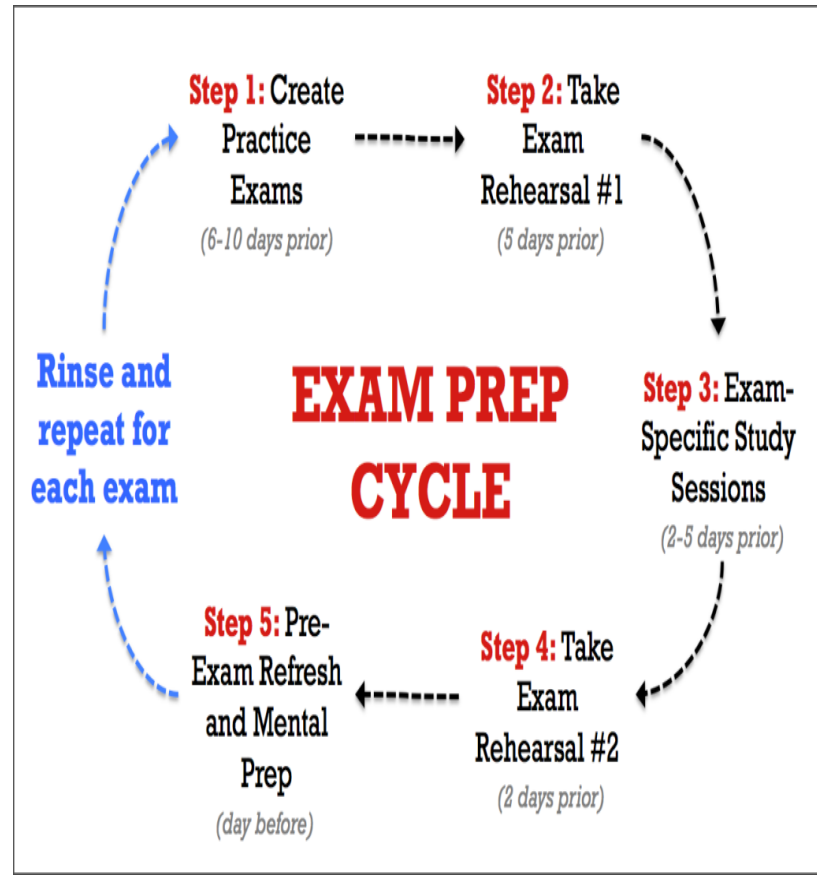 Step 1: Create
Practice
Exams
(6-10 days prior)
Step 2: Take
Exam
Rehearsal #1
(5 days prior)
Step 3: Exam-
Specific Study
Sessions
(2-5 days prior)
Step 4: Take
Exam
Rehearsal #2
(2 days prior)
Step 5: Pre-
Exam Refresh
and Mental
Prep
(day before)
Rinse and
repeat for
each exam
EXAM PREP
CYCLE